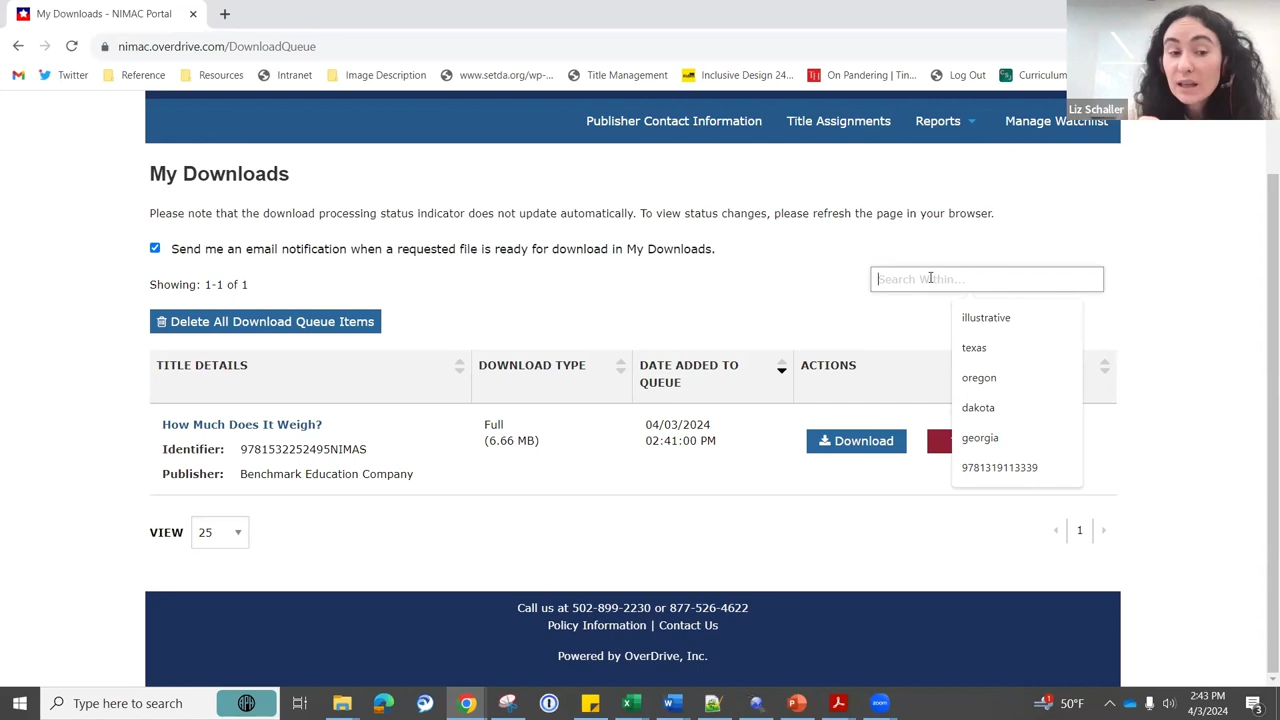 My Downloads - NIMAC Portal
nimac.overdrive.com/DownloadQueue
Twitter Reference Resources Intranet Image Description www.setda.org/wp-... Title Management Inclusive Design 24... On Pandering | Tin... Log Out Curriculum
Liz Schaller
Publisher Contact Information Title Assignments Reports Manage Watchlist
My Downloads
Please note that the download processing status indicator does not update automatically. To view status changes, please refresh the page in your browser.
Send me an email notification when a requested file is ready for download in My Downloads.
Search Within...
Showing: 1-1 of 1
illustrative
Delete All Download Queue Items
texas
TITLE DETAILS DOWNLOAD TYPE DATE ADDED TO QUEUE ACTIONS
oregon
dakota
How Much Does It Weigh? Full 04/03/2024
georgia
(6.66 MB) 02:41:00 PM Download
Identifier: 9781532252495NIMAS
9781319113339
Publisher: Benchmark Education Company
VIEW 25 1
Call us at 502-899-2230 or 877-526-4622
Policy Information | Contact Us
Powered by OverDrive, Inc.
Type here to search zoom 50°F 2:43 PM
4/3/2024 3